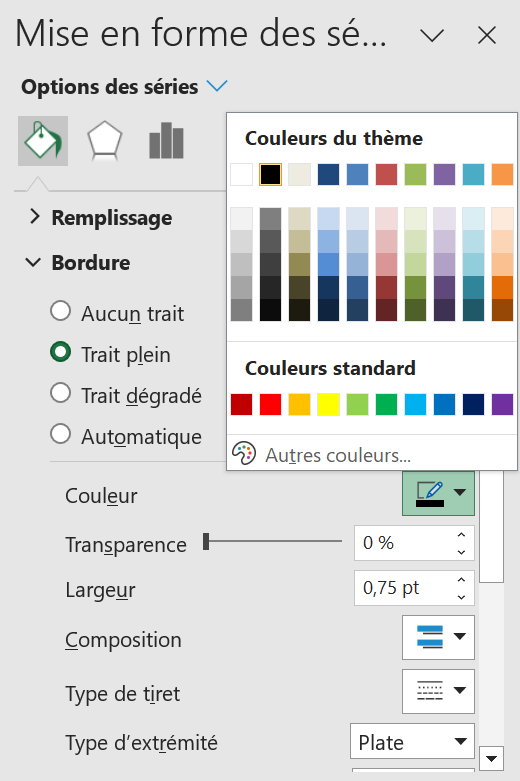 Mise en forme des sé...
Options des séries
Couleurs du thème
Remplissage
Bordure
Aucun trait
Trait plein
Couleurs standard
Trait dégradé
Automatique
Autres couleurs...
Couleur
Transparence
0 %
Largeur
0,75 pt
Composition
Type de tiret
Type d’extrémité
Plate